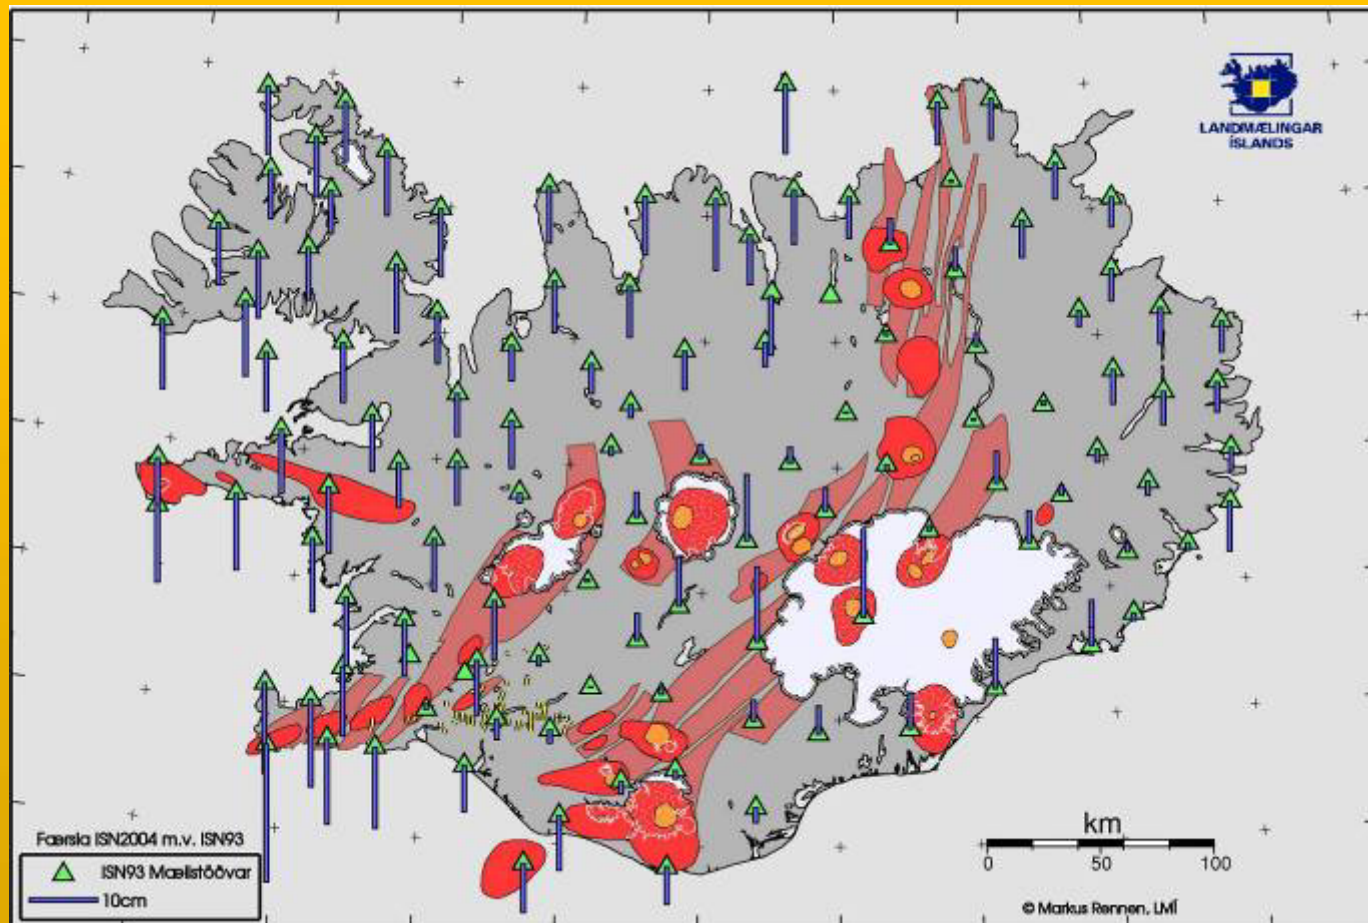 LANDMÆLINGAR
ÍSLANDS
Færsla ISN2004 m.v. ISN93
ISN93 Mælistöðvar
10cm
km
0 50 100
© Markus Rennen, LMÍ